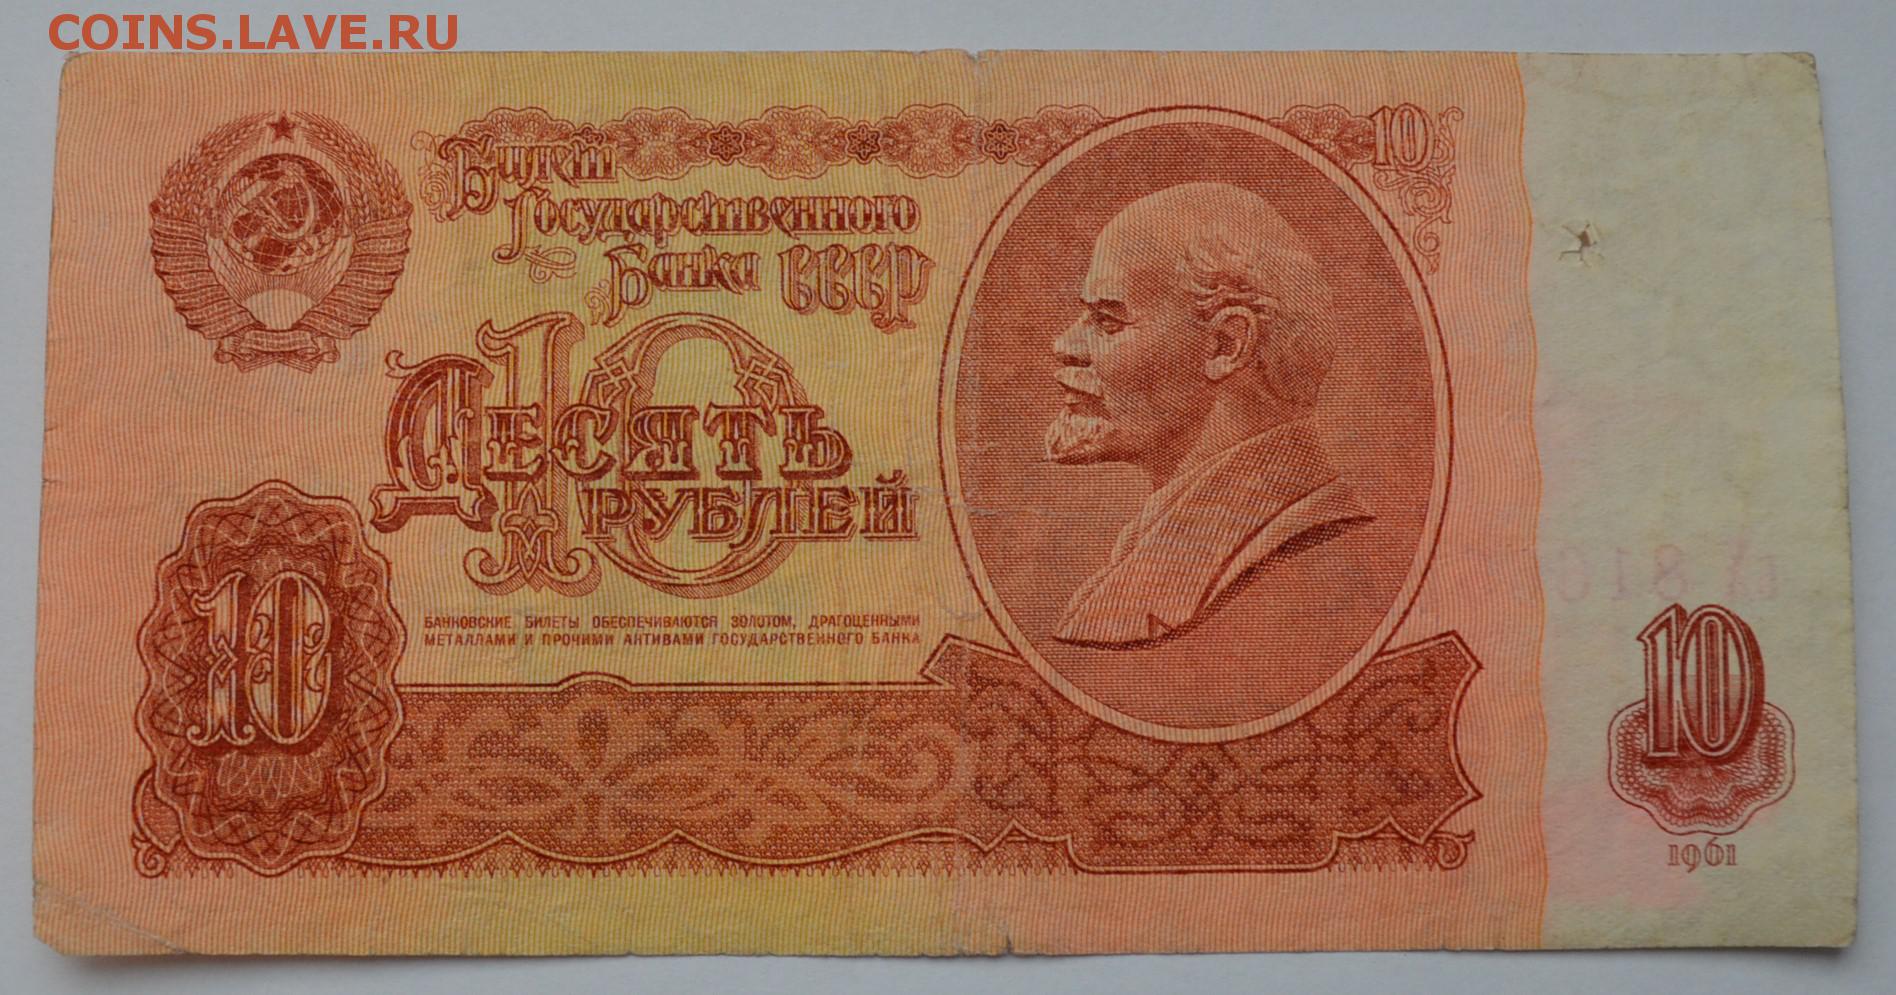 COINS.LAVE.RU
10
Билет
Государственного
Банка СССР
10
Десять
рублей
10
БАНКОВСКИЕ БИЛЕТЫ ОБЕСПЕЧИВАЮТСЯ ЗОЛОТОМ, ДРАГОЦЕННЫМИ
МЕТАЛЛАМИ И ПРОЧИМИ АКТИВАМИ ГОСУДАРСТВЕННОГО БАНКА
10
1961